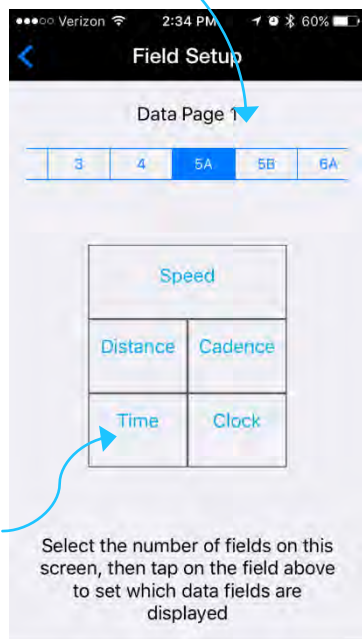 Verizon 2:34 PM 60%
Field Setup
Data Page 1
3 4 5A 5B 6A
Speed
Distance Cadence
Time Clock
Select the number of fields on this
screen, then tap on the field above
to set which data fields are
displayed